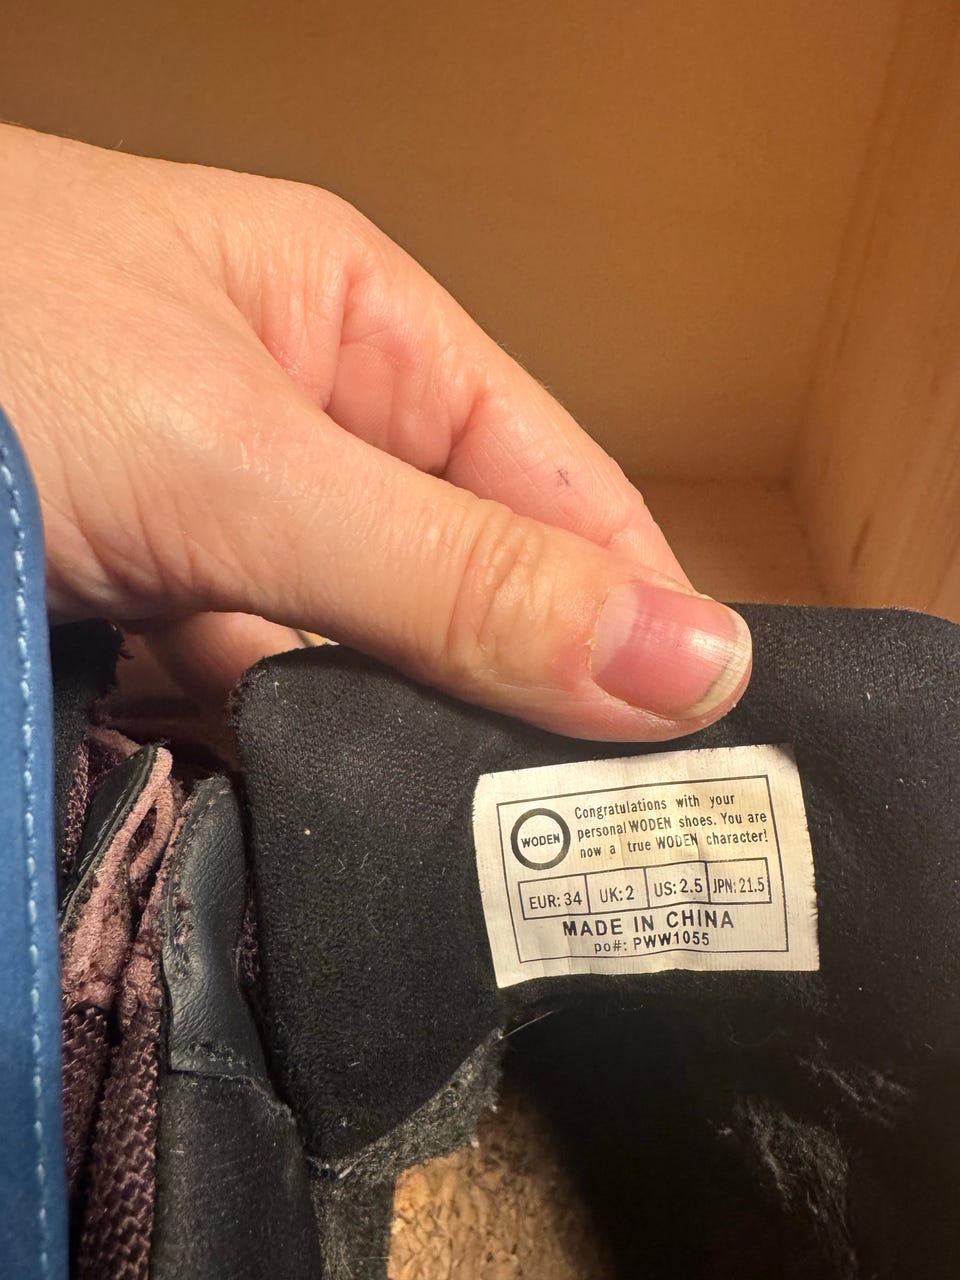 WODEN
Congratulations with your
personal WODEN shoes. You are
now a true WODEN character!
EUR: 34 UK: 2 US: 2.5 JPN: 21.5
MADE IN CHINA
po#: PWW1055